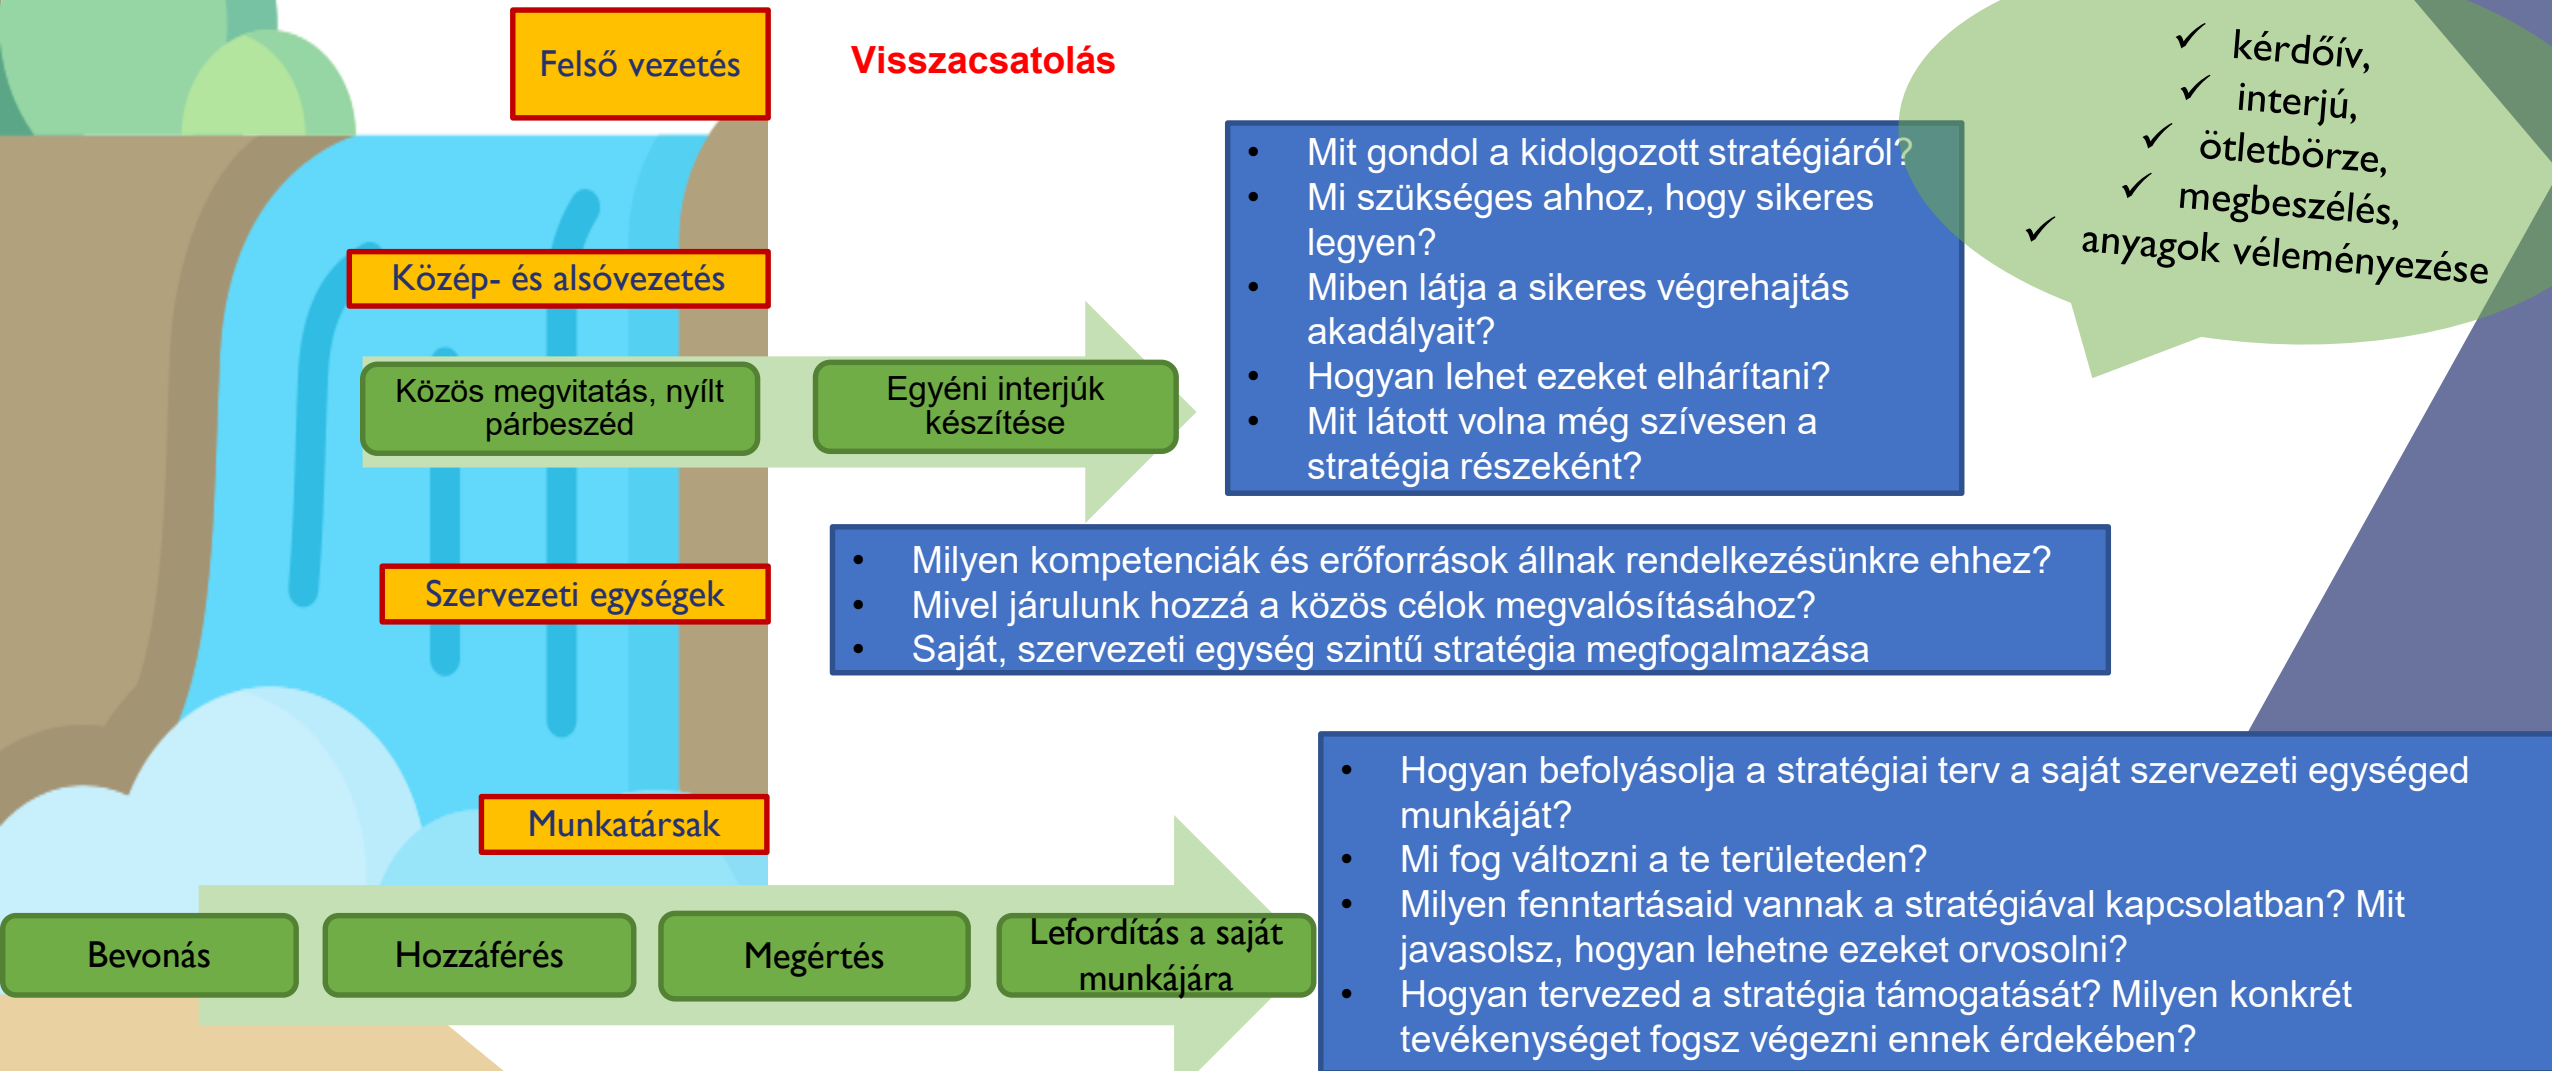 Felső vezetés
Visszacsatolás
✓ kérdőív,
✓ interjú,
✓ ötletbörze,
✓ megbeszélés,
✓ anyagok véleményezése
• Mit gondol a kidolgozott stratégiáról?
• Mi szükséges ahhoz, hogy sikeres
legyen?
• Miben látja a sikeres végrehajtás
akadályait?
• Hogyan lehet ezeket elhárítani?
• Mit látott volna még szívesen a
stratégia részeként?
Közép- és alsóvezetés
Közös megvitatás, nyílt
párbeszéd
Egyéni interjúk
készítése
Szervezeti egységek
• Milyen kompetenciák és erőforrások állnak rendelkezésünkre ehhez?
• Mivel járulunk hozzá a közös célok megvalósításához?
• Saját, szervezeti egység szintű stratégia megfogalmazása
Munkatársak
Bevonás
Hozzáférés
Megértés
Lefordítás a saját
munkájára
• Hogyan befolyásolja a stratégiai terv a saját szervezeti egységed
munkáját?
• Mi fog változni a te területeden?
• Milyen fenntartásaid vannak a stratégiával kapcsolatban? Mit
javasolsz, hogyan lehetne ezeket orvosolni?
• Hogyan tervezed a stratégia támogatását? Milyen konkrét
tevékenységet fogsz végezni ennek érdekében?